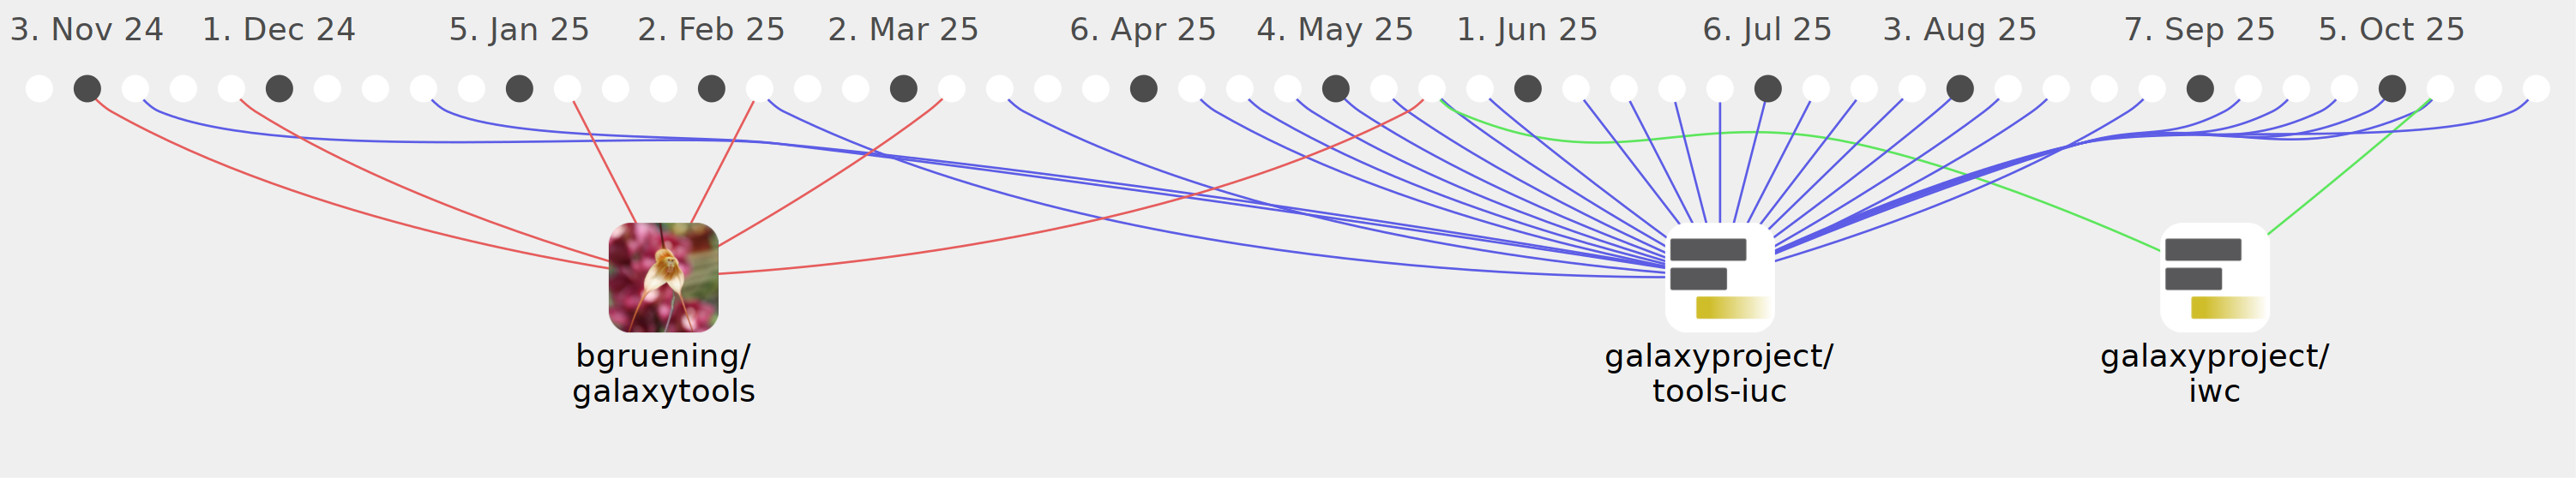 3. Nov 24 1. Dec 24 5. Jan 25 2. Feb 25 2. Mar 25 6. Apr 25 4. May 25 1. Jun 25 6. Jul 25 3. Aug 25 7. Sep 25 5. Oct 25
bgruening/
galaxytools
galaxyproject/
tools-iuc
galaxyproject/
iwc